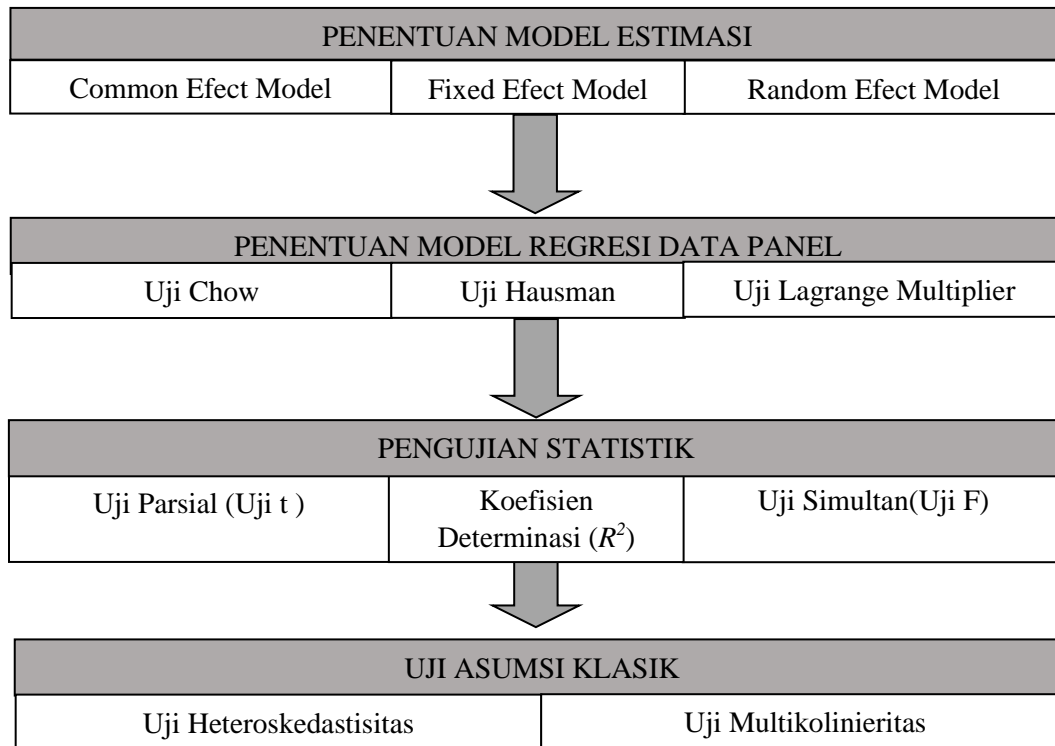 PENENTUAN MODEL ESTIMASI
Common Efect Model
Fixed Efect Model
Random Efect Model
PENENTUAN MODEL REGRESI DATA PANEL
Uji Chow
Uji Hausman
Uji Lagrange Multiplier
PENGUJIAN STATISTIK
Uji Parsial (Uji t )
Koefisien
Determinasi (R²)
Uji Simultan(Uji F)
UJI ASUMSI KLASIK
Uji Heteroskedastisitas
Uji Multikolinieritas